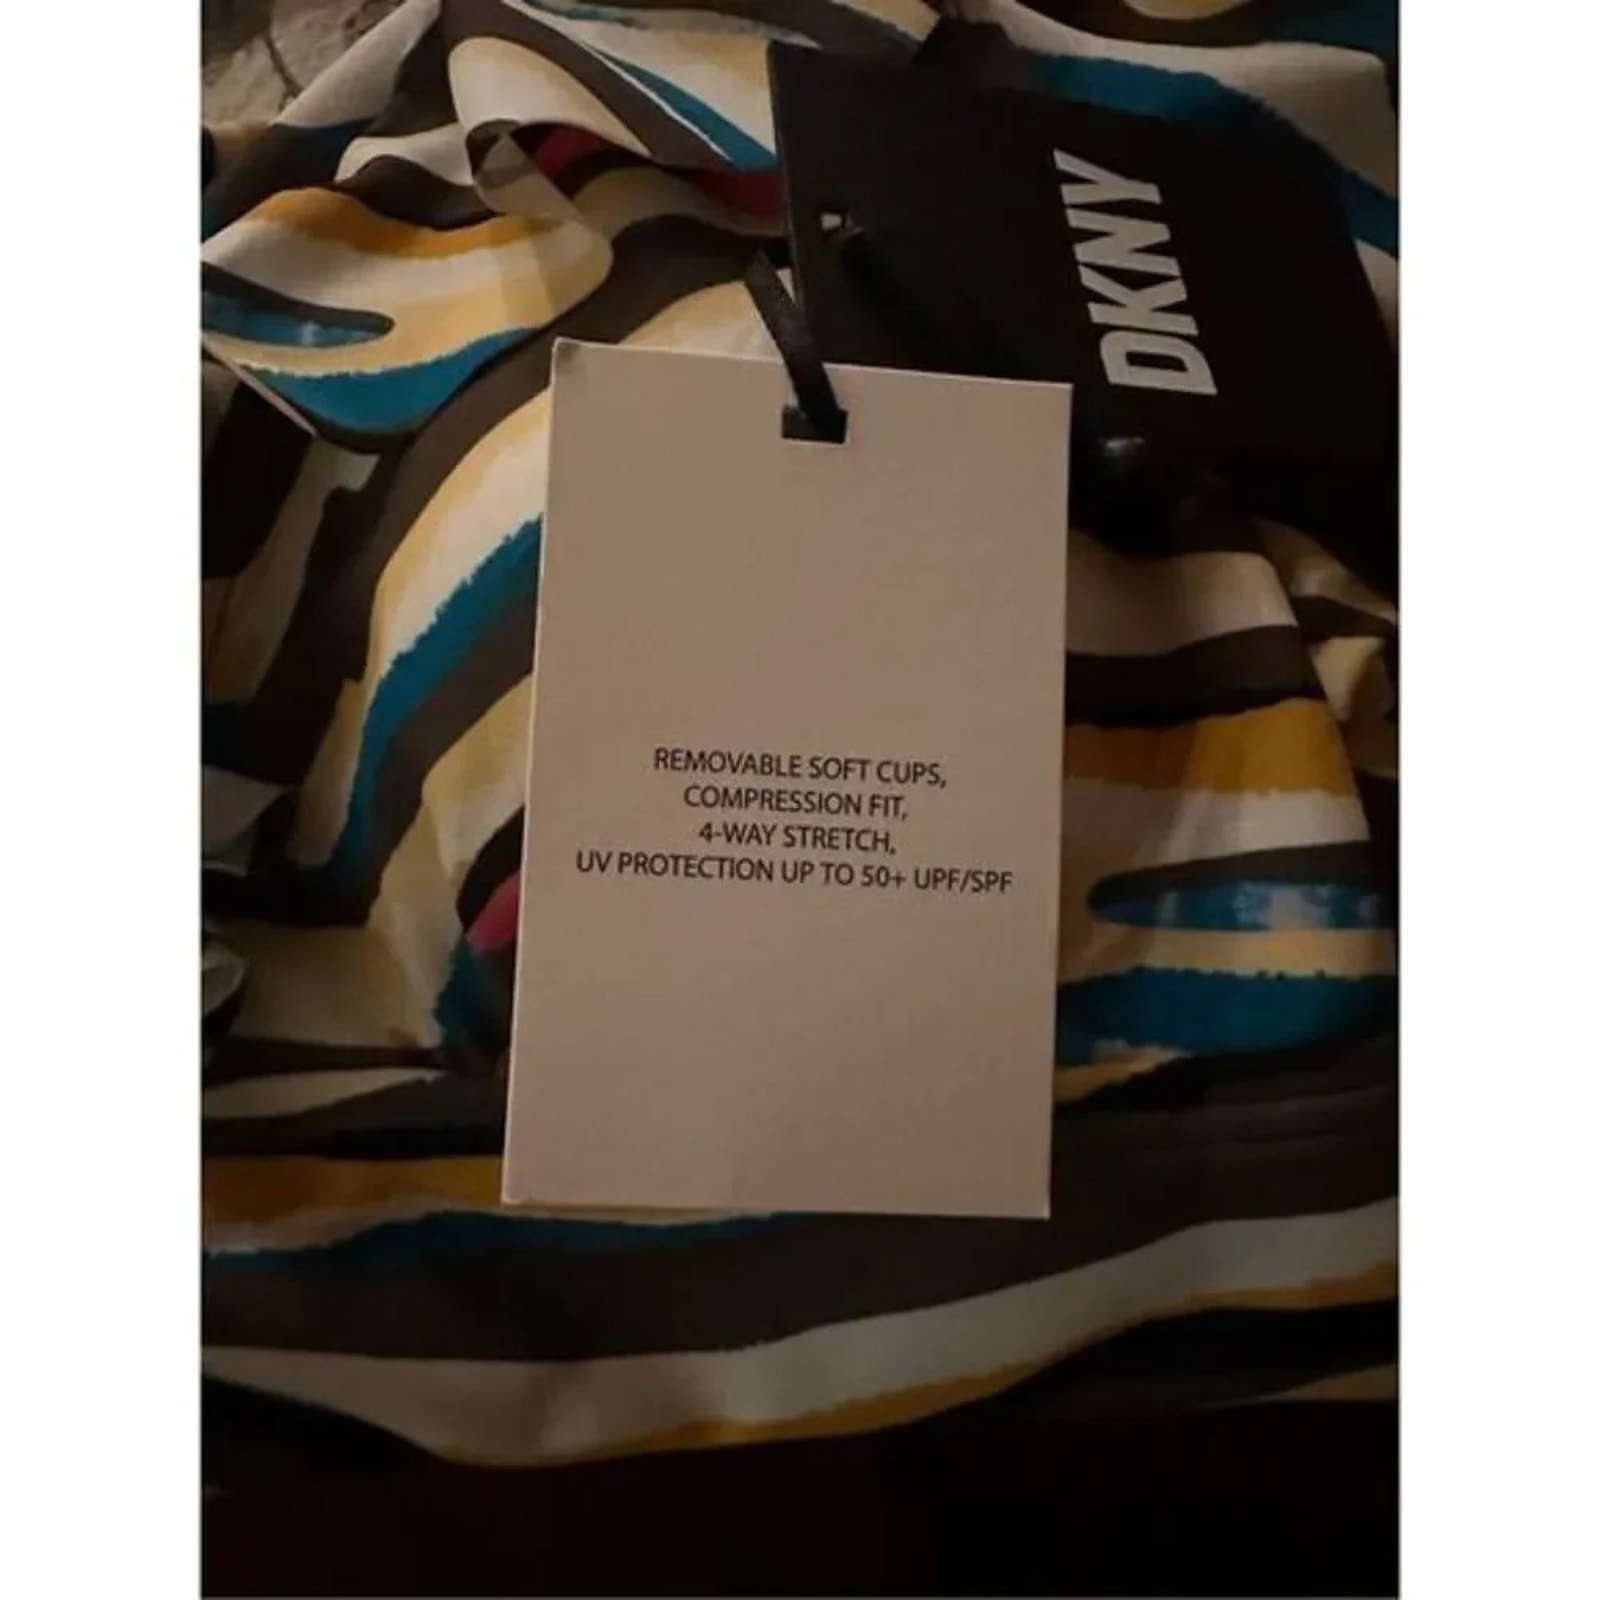 DKNY
REMOVABLE SOFT CUPS,
COMPRESSION FIT,
4-WAY STRETCH,
UV PROTECTION UP TO 50+ UPF/SPF